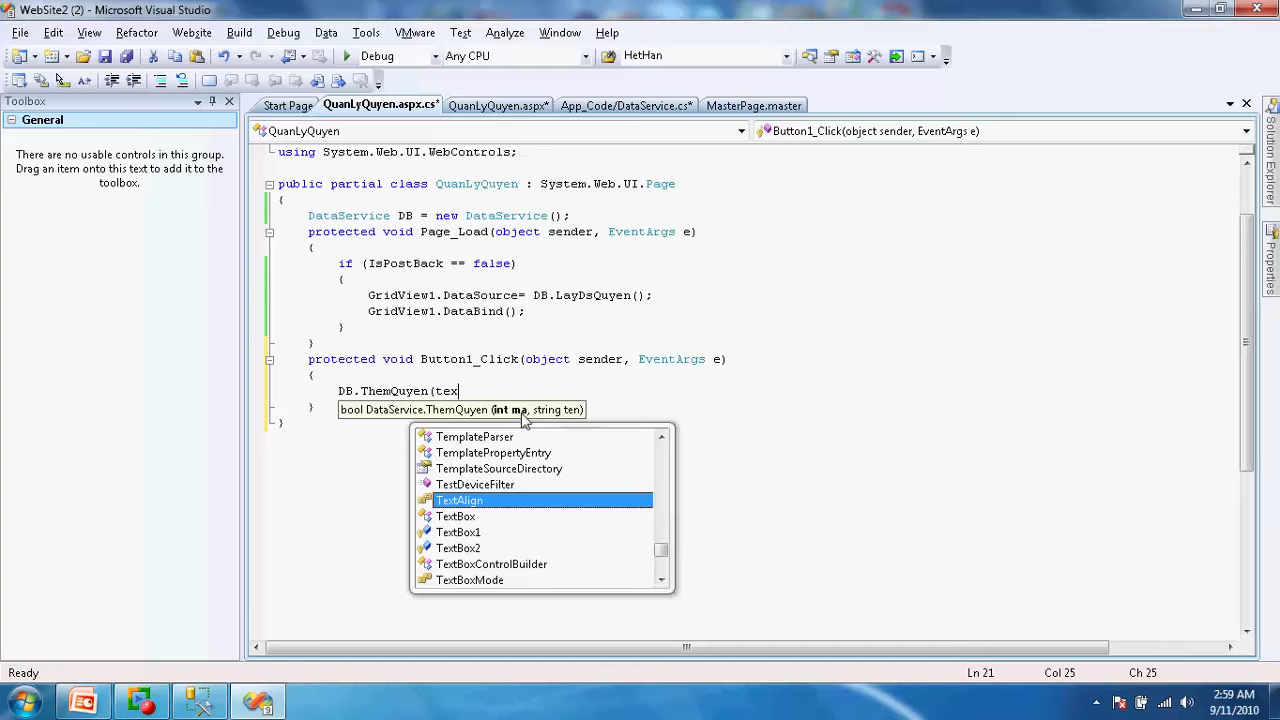 WebSite2 (2) - Microsoft Visual Studio
File Edit View Refactor Website Build Debug Data Tools VMware Test Analyze Window Help
Debug Any CPU HetHan
Toolbox
Start Page QuanLyQuyen.aspx.cs* QuanLyQuyen.aspx* App_Code/DataService.cs* MasterPage.master
General
There are no usable controls in this group.
Drag an item onto this text to add it to the
toolbox.
QuanLyQuyen Button1_Click(object sender, EventArgs e)
using System.Web.UI.WebControls;
public partial class QuanLyQuyen : System.Web.UI.Page
{
DataService DB = new DataService();
protected void Page_Load(object sender, EventArgs e)
{
if (IsPostBack == false)
{
GridView1.DataSource= DB.LayDsQuyen();
GridView1.DataBind();
}
}
protected void Button1_Click(object sender, EventArgs e)
{
DB.ThemQuyen(tex
bool DataService.ThemQuyen (int ma, string ten)
}
}
TemplateParser
TemplatePropertyEntry
TemplateSourceDirectory
TestDeviceFilter
TextAlign
TextBox
TextBox1
TextBox2
TextBoxControlBuilder
TextBoxMode
Solution Explorer
Properties
Ready Ln 21 Col 25 Ch 25
2:59 AM
9/11/2010